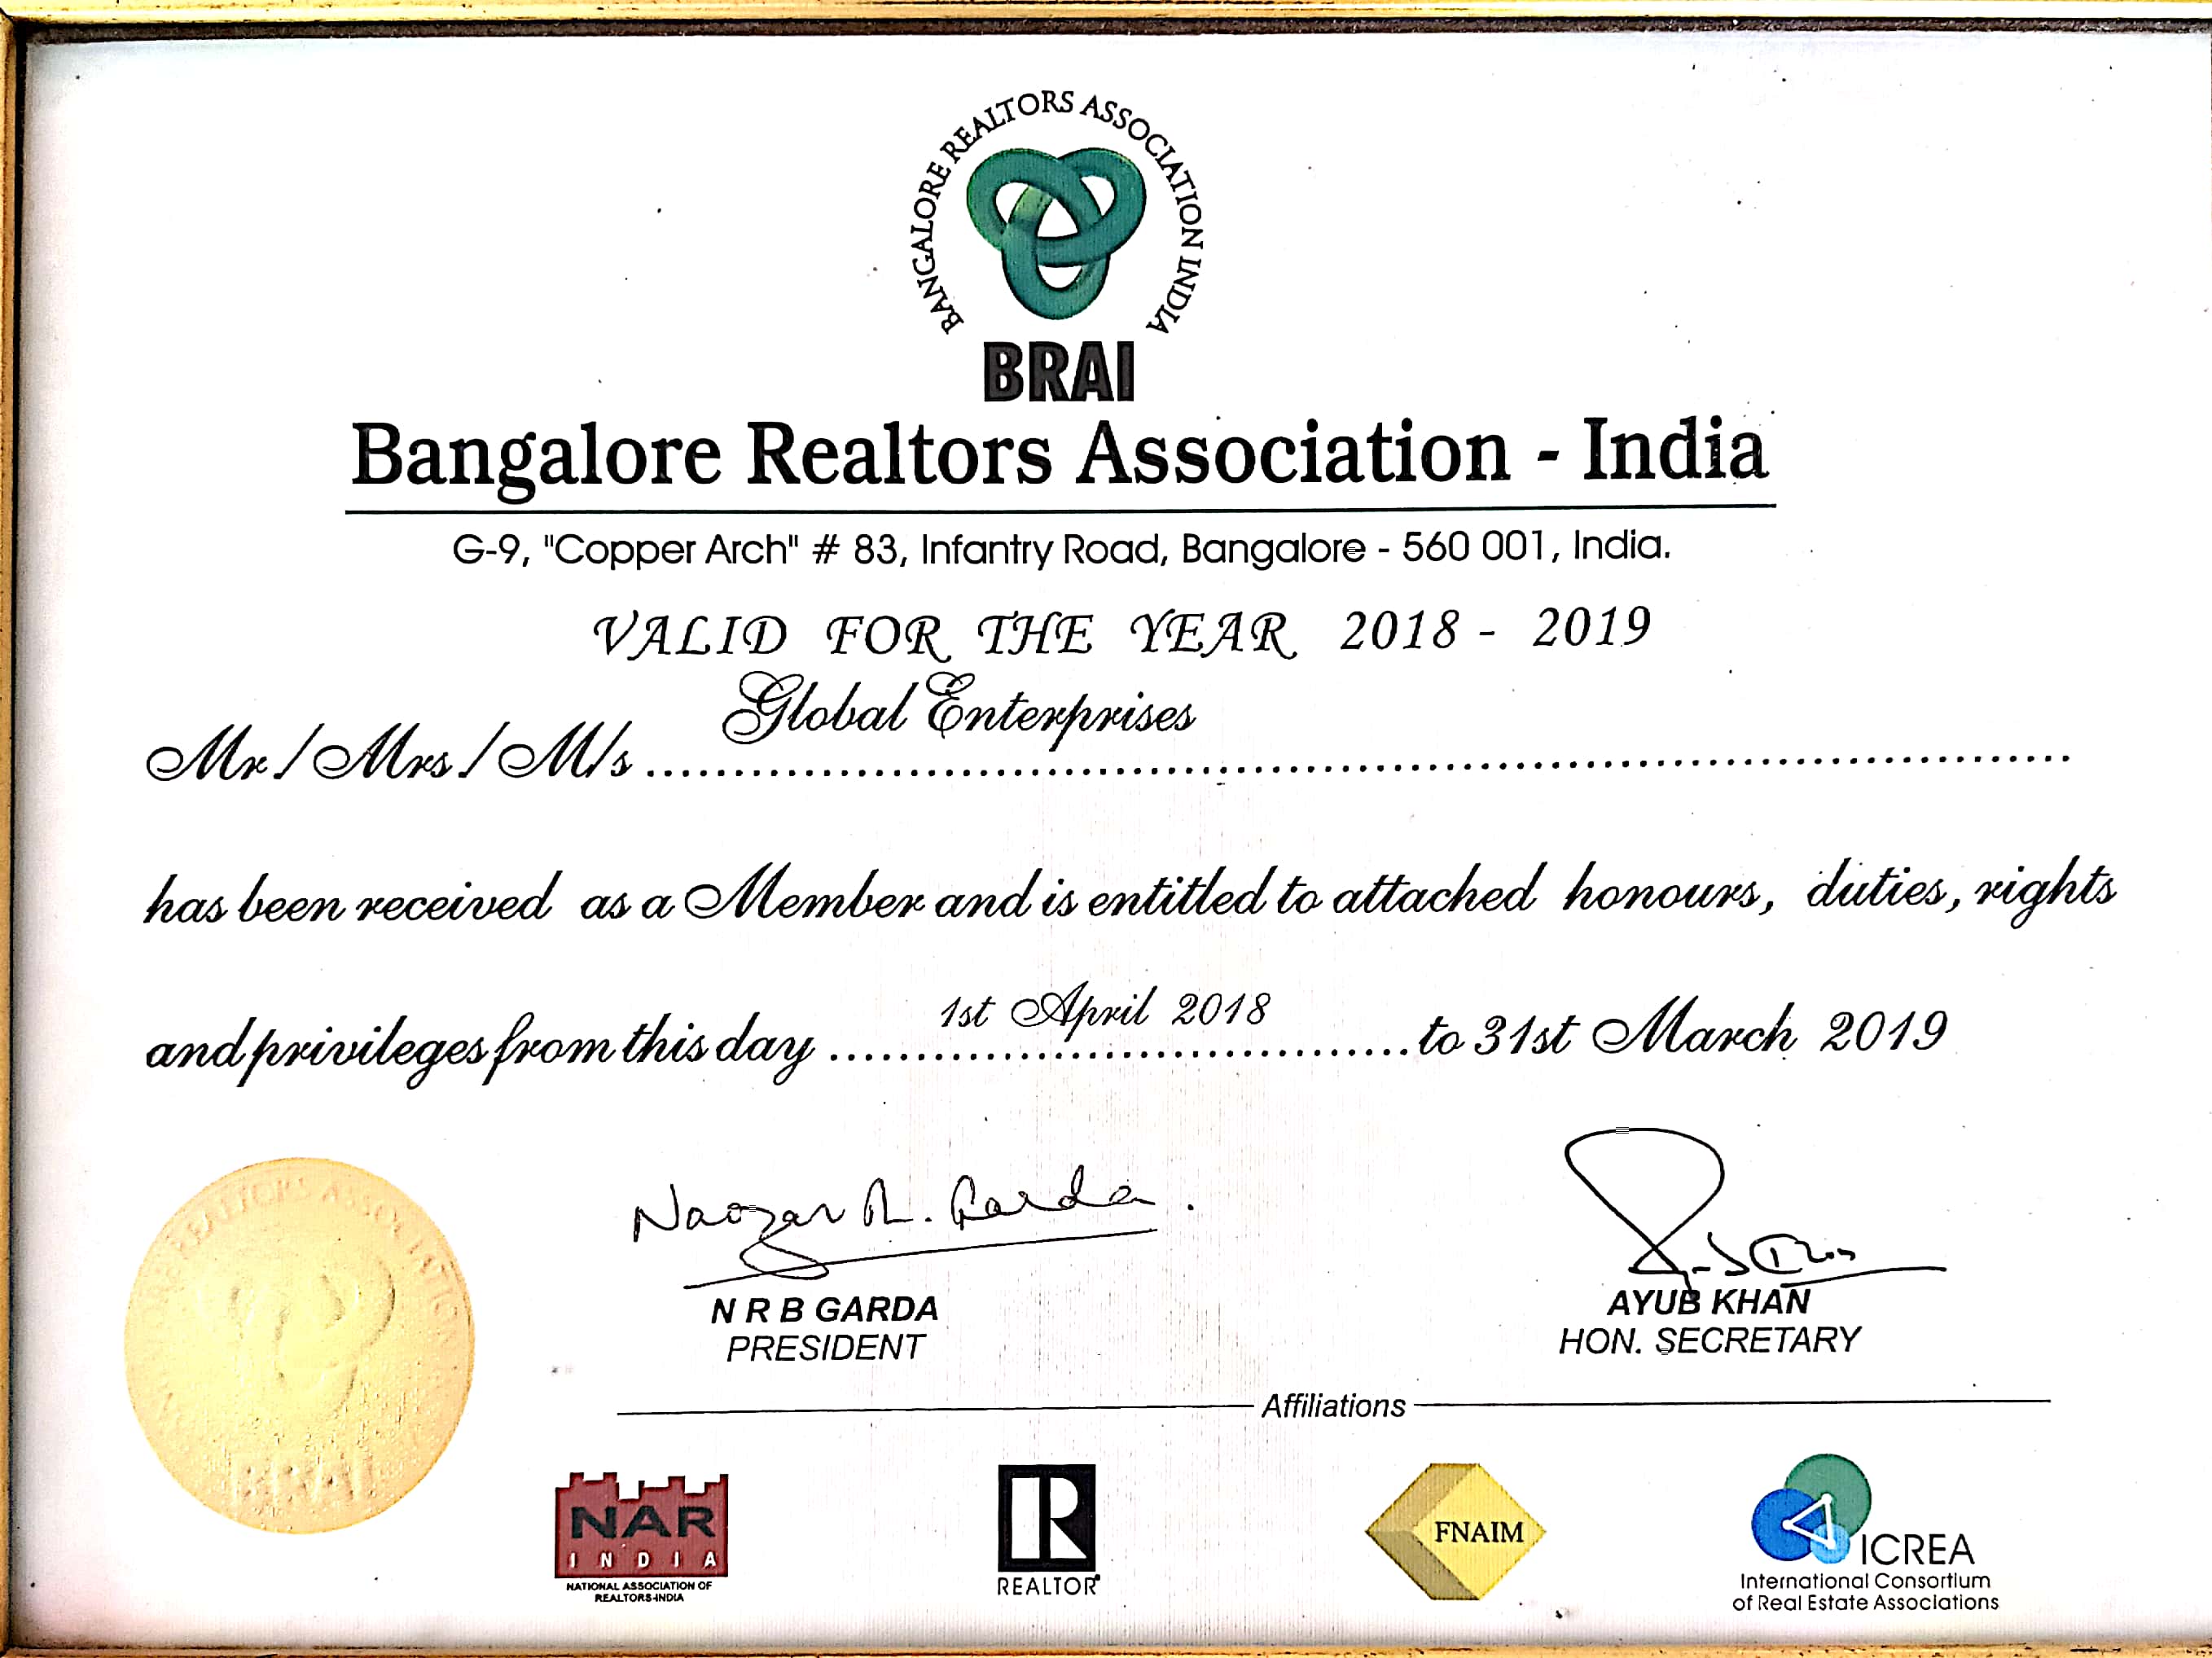 BANGALORE REALTORS ASSOCIATION INDIA
BRAI
Bangalore Realtors Association - India
G-9, "Copper Arch" # 83, Infantry Road, Bangalore - 560 001, India.
VALID FOR THE YEAR 2018 - 2019
Global Enterprises
Mr / Mrs / M/s ..........
has been received as a Member and is entitled to attached honours, duties, rights
1st April 2018
and privileges from this day .......... to 31st March 2019
Naozar R. Garda.
N R B GARDA
AYUB KHAN
PRESIDENT
HON. SECRETARY
Affiliations
NAR
INDIA
NATIONAL ASSOCIATION OF
REALTORS-INDIA
REALTOR®
FNAIM
ICREA
International Consortium
of Real Estate Associations
REALTORS ASSOCIATION
BRAI